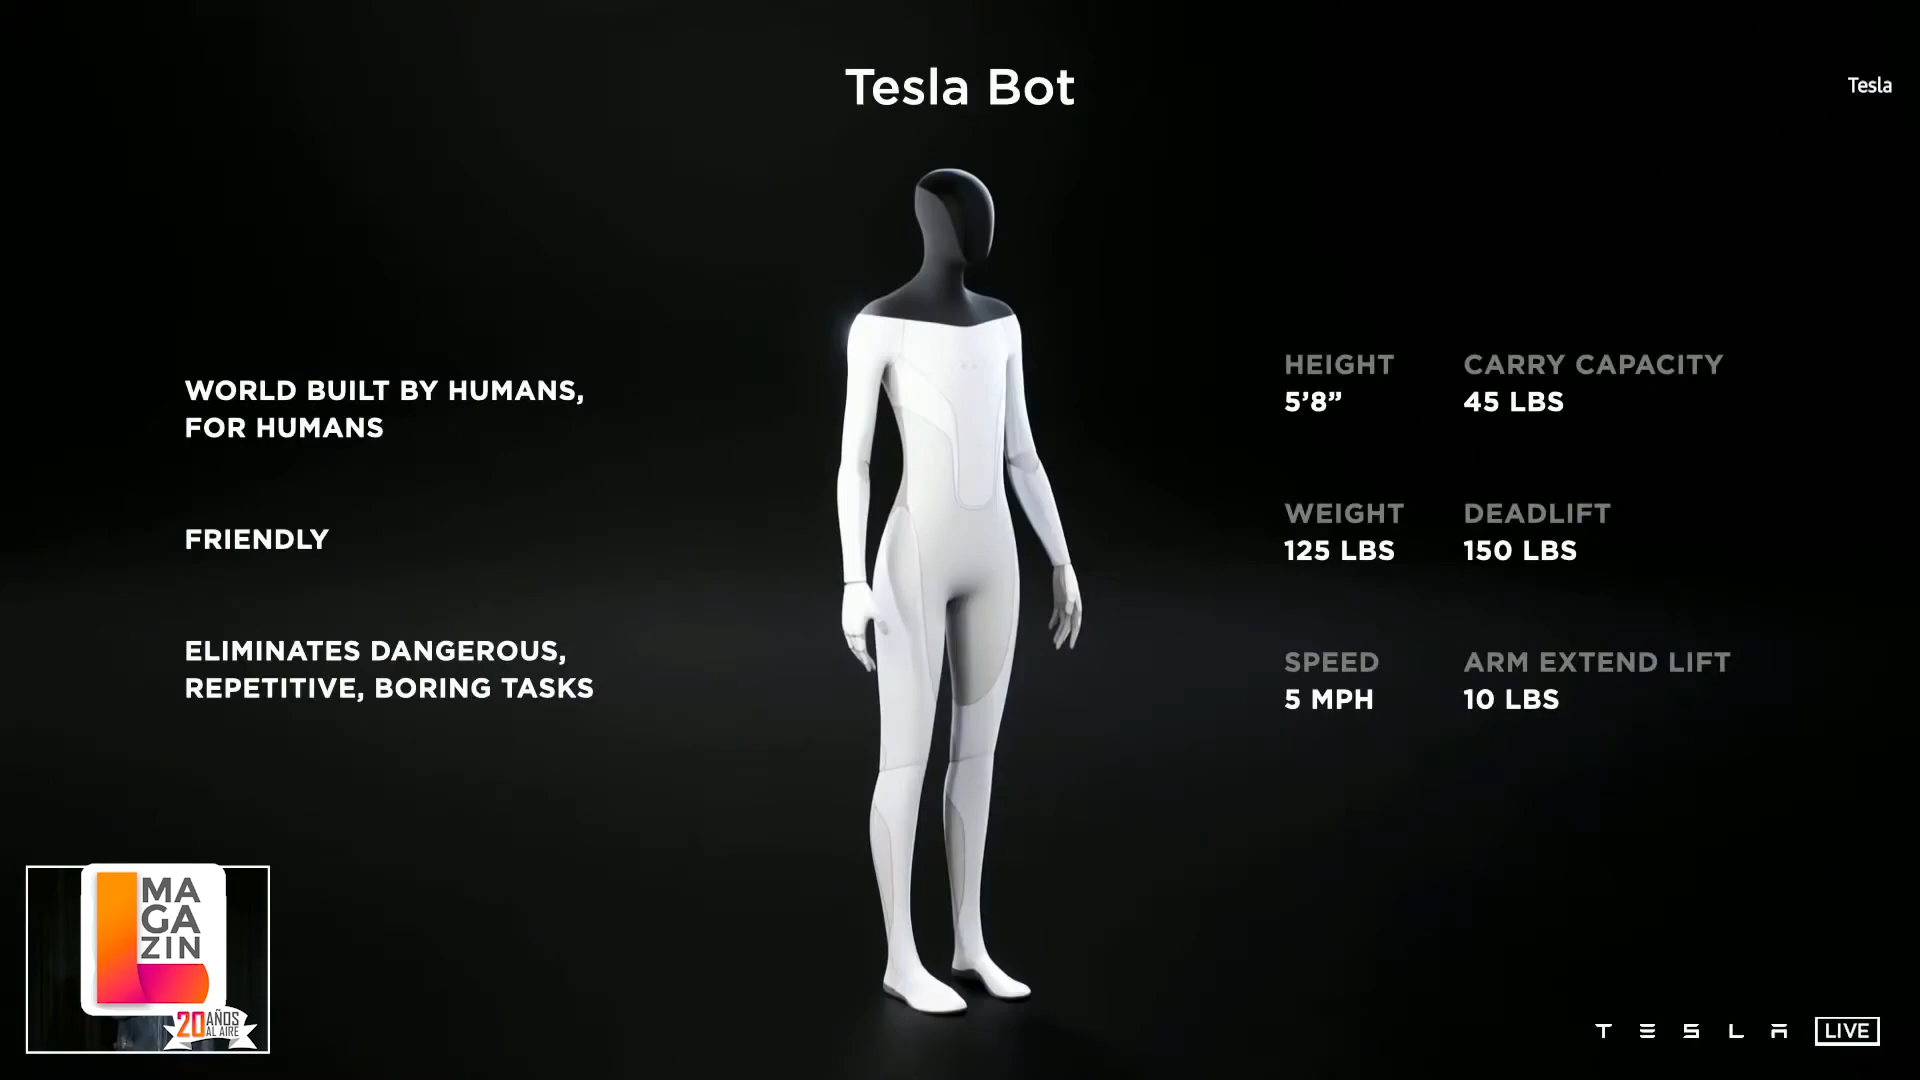 Tesla Bot
Tesla
WORLD BUILT BY HUMANS,
FOR HUMANS
FRIENDLY
ELIMINATES DANGEROUS,
REPETITIVE, BORING TASKS
HEIGHT
5’8”
CARRY CAPACITY
45 LBS
WEIGHT
125 LBS
DEADLIFT
150 LBS
SPEED
5 MPH
ARM EXTEND LIFT
10 LBS
MA
GA
ZIN
20 AÑOS
AL AIRE
TESLA LIVE